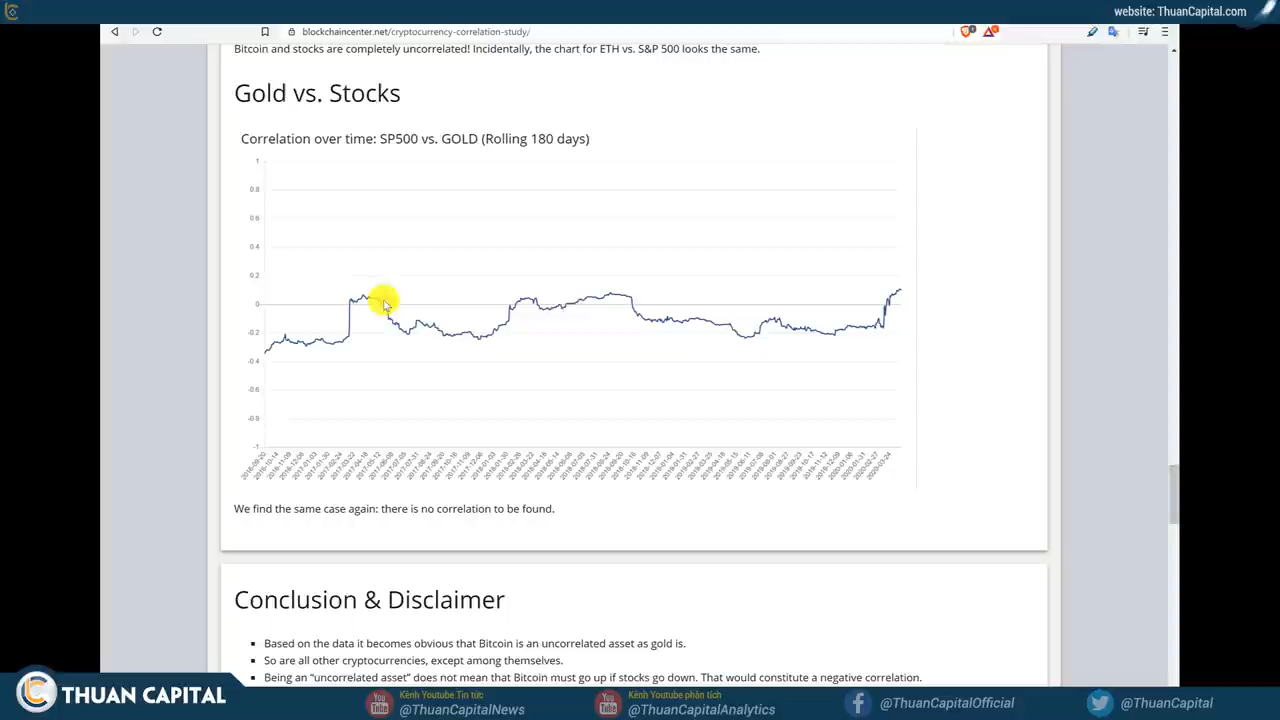 website: ThuanCapital.com
blockchaincenter.net/cryptocurrency-correlation-study/
Bitcoin and stocks are completely uncorrelated! Incidentally, the chart for ETH vs. S&P 500 looks the same.
Gold vs. Stocks
Correlation over time: SP500 vs. GOLD (Rolling 180 days)
1
0.8
0.6
0.4
0.2
0
-0.2
-0.4
-0.6
-0.8
-1
We find the same case again: there is no correlation to be found.
Conclusion & Disclaimer
Based on the data it becomes obvious that Bitcoin is an uncorrelated asset as gold is.
So are all other cryptocurrencies, except among themselves.
Being an “uncorrelated asset” does not mean that Bitcoin must go up if stocks go down. That would constitute a negative correlation.
THUAN CAPITAL
Kênh Youtube Tin tức
@ThuanCapitalNews
Kênh Youtube phân tích
@ThuanCapitalAnalytics
@ThuanCapitalOfficial
@ThuanCapital